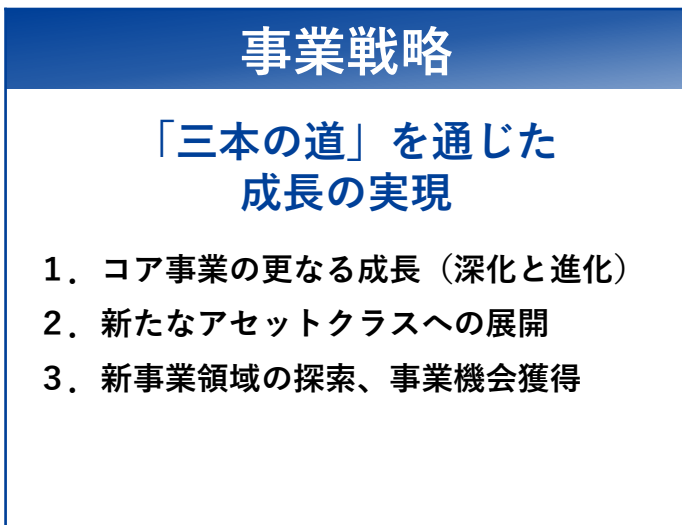 事業戦略
「三本の道」を通じた
成長の実現
1．コア事業の更なる成長（深化と進化）
2．新たなアセットクラスへの展開
3．新事業領域の探索、事業機会獲得